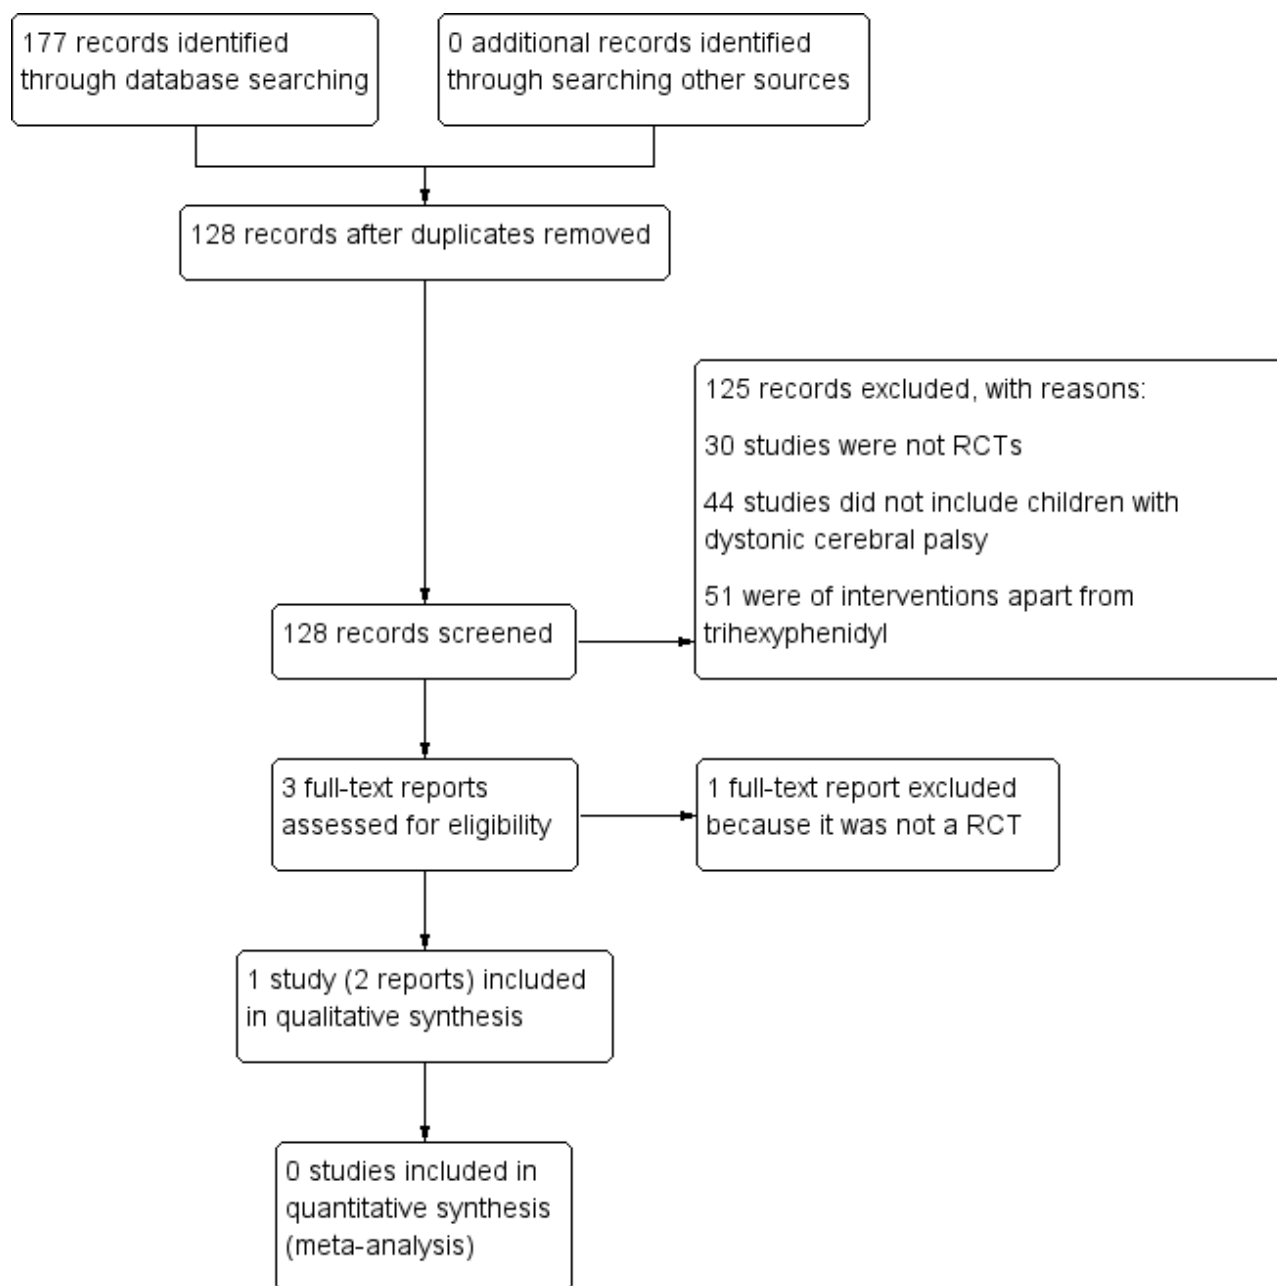 177 records identified
through database searching
0 additional records identified
through searching other sources
128 records after duplicates removed
125 records excluded, with reasons:
30 studies were not RCTs
44 studies did not include children with
dystonic cerebral palsy
51 were of interventions apart from
trihexyphenidyl
128 records screened
3 full-text reports
assessed for eligibility
1 full-text report excluded
because it was not a RCT
1 study (2 reports) included
in qualitative synthesis
0 studies included in
quantitative synthesis
(meta-analysis)